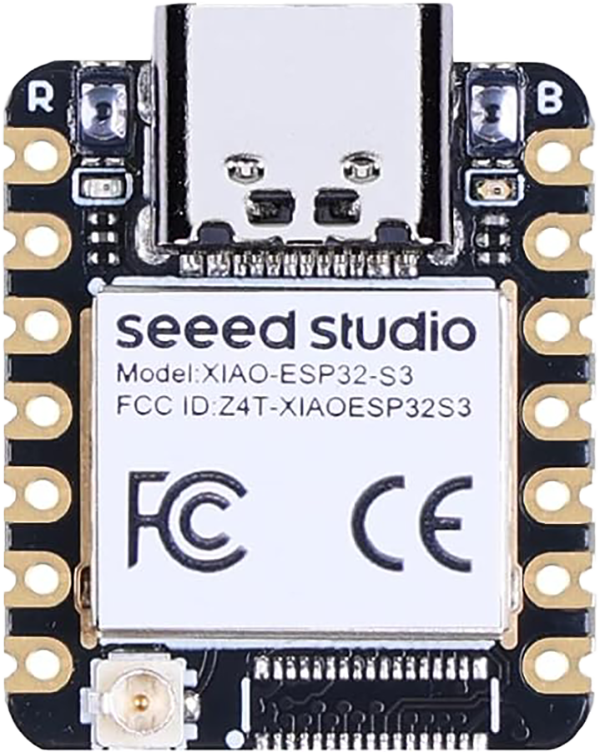 R B
seeed studio
Model:XIAO-ESP32-S3
FCC ID:Z4T-XIAOESP32S3
FC CE